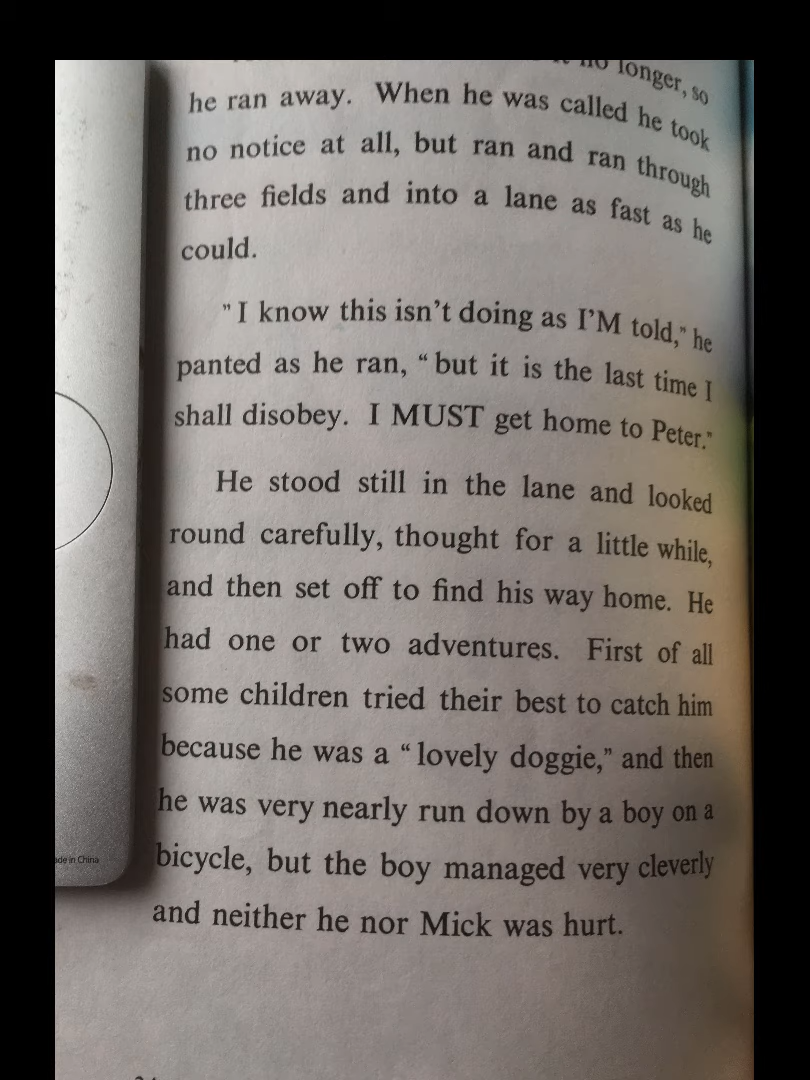 no longer, so
he ran away. When he was called he took
no notice at all, but ran and ran through
three fields and into a lane as fast as he
could.
"I know this isn't doing as I'M told," he
panted as he ran, "but it is the last time I
shall disobey. I MUST get home to Peter."
He stood still in the lane and looked
round carefully, thought for a little while,
and then set off to find his way home. He
had one or two adventures. First of all
some children tried their best to catch him
because he was a "lovely doggie," and then
he was very nearly run down by a boy on a
bicycle, but the boy managed very cleverly
and neither he nor Mick was hurt.
ade in China